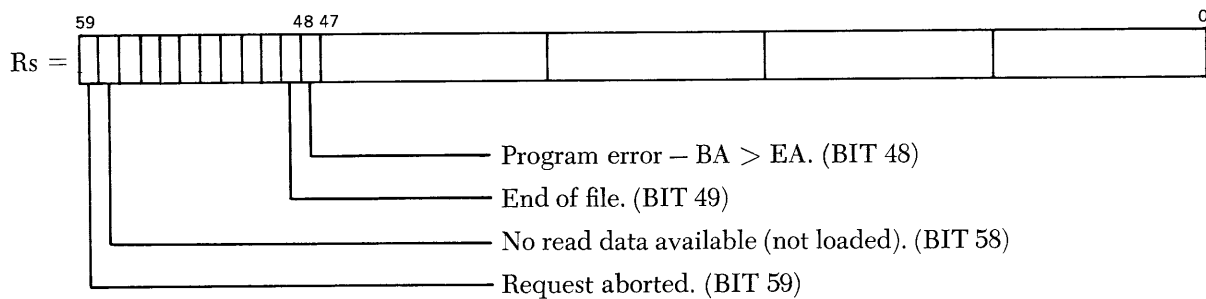 59 48 47 0
Rs =
Program error – BA > EA. (BIT 48)
End of file. (BIT 49)
No read data available (not loaded). (BIT 58)
Request aborted. (BIT 59)